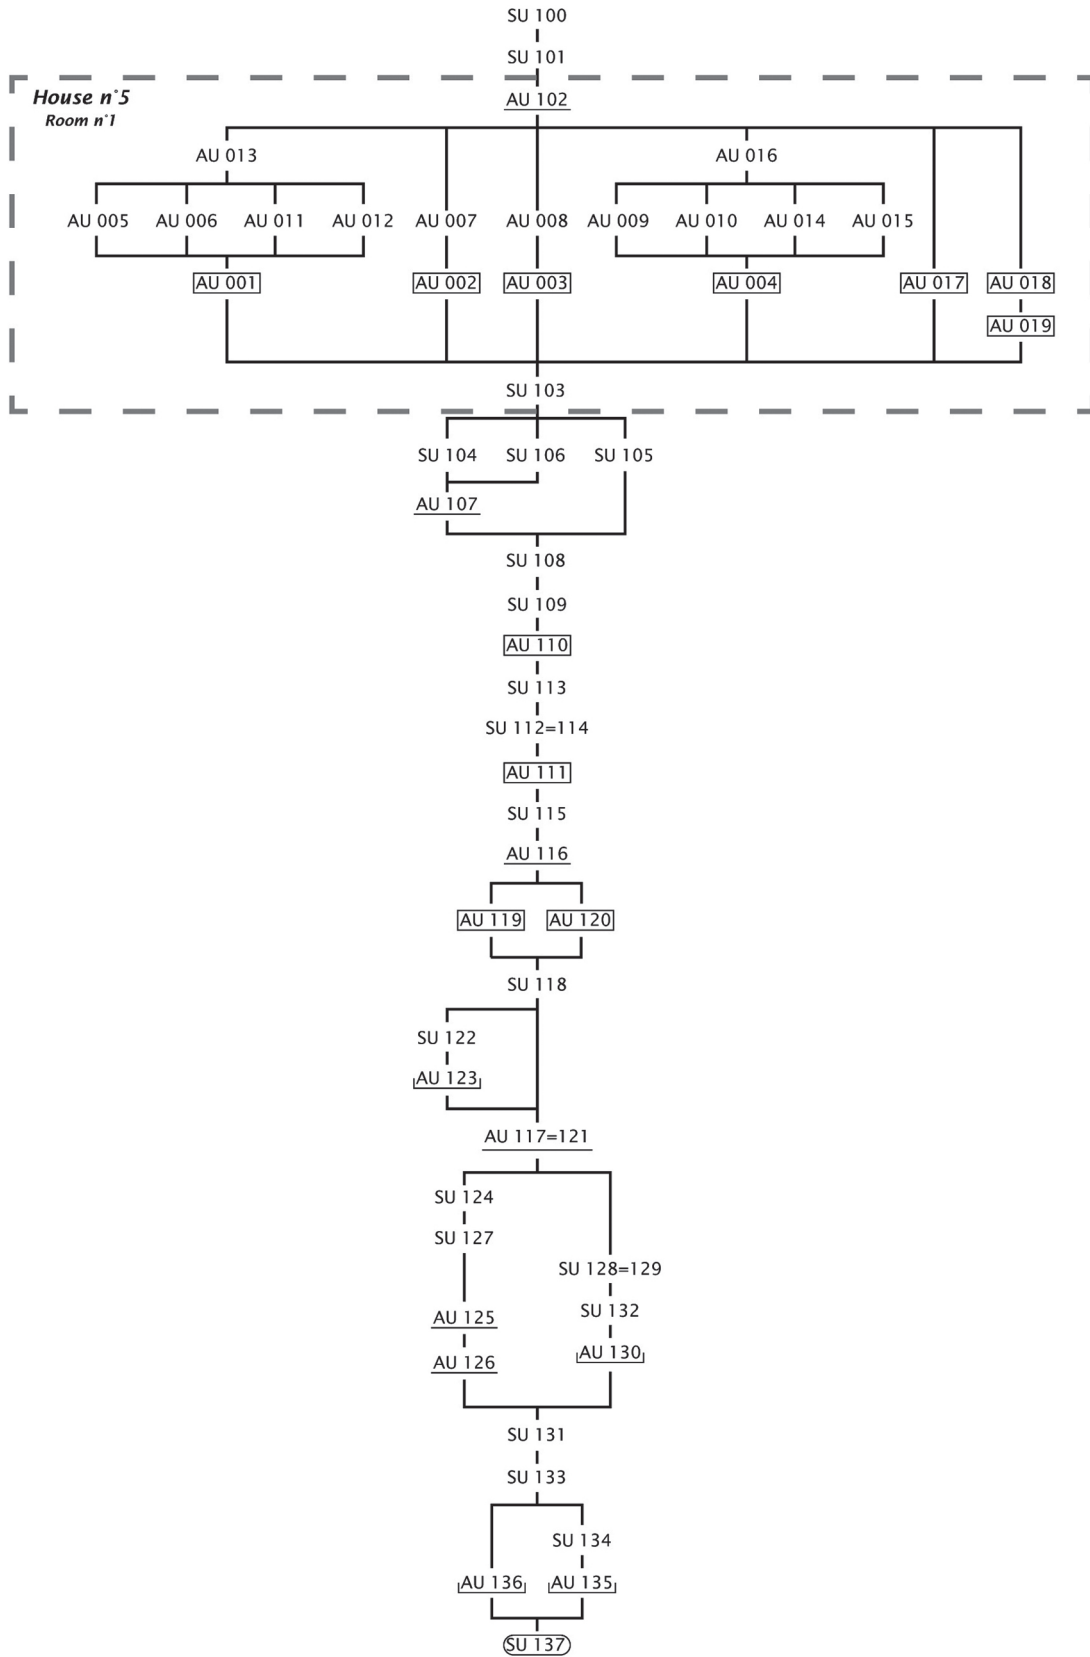 SU 100
SU 101
House n°5
Room n°1
AU 102
AU 013
AU 016
AU 005 AU 006 AU 011 AU 012 AU 007 AU 008 AU 009 AU 010 AU 014 AU 015
AU 001 AU 002 AU 003 AU 004 AU 017 AU 018
AU 019
SU 103
SU 104 SU 106 SU 105
AU 107
SU 108
SU 109
AU 110
SU 113
SU 112=114
AU 111
SU 115
AU 116
AU 119 AU 120
SU 118
SU 122
AU 123
AU 117=121
SU 124
SU 127
SU 128=129
SU 132
AU 125
AU 130
AU 126
SU 131
SU 133
SU 134
AU 136 AU 135
SU 137